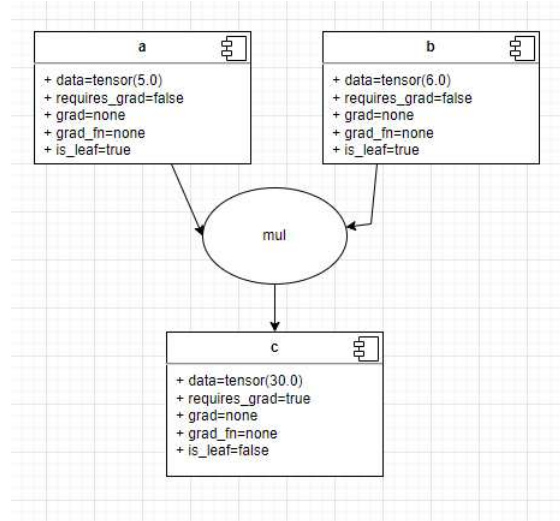 a
+ data=tensor(5.0)
+ requires_grad=false
+ grad=none
+ grad_fn=none
+ is_leaf=true
b
+ data=tensor(6.0)
+ requires_grad=false
+ grad=none
+ grad_fn=none
+ is_leaf=true
mul
c
+ data=tensor(30.0)
+ requires_grad=true
+ grad=none
+ grad_fn=none
+ is_leaf=false